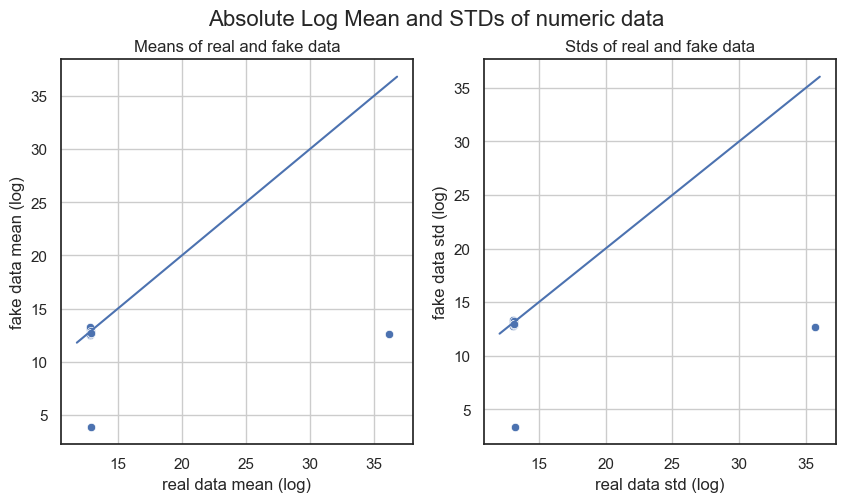 Absolute Log Mean and STDs of numeric data
Means of real and fake data
35
30
25
20
15
10
5
fake data mean (log)
15 20 25 30 35
real data mean (log)
Stds of real and fake data
35
30
25
20
15
10
5
fake data std (log)
15 20 25 30 35
real data std (log)